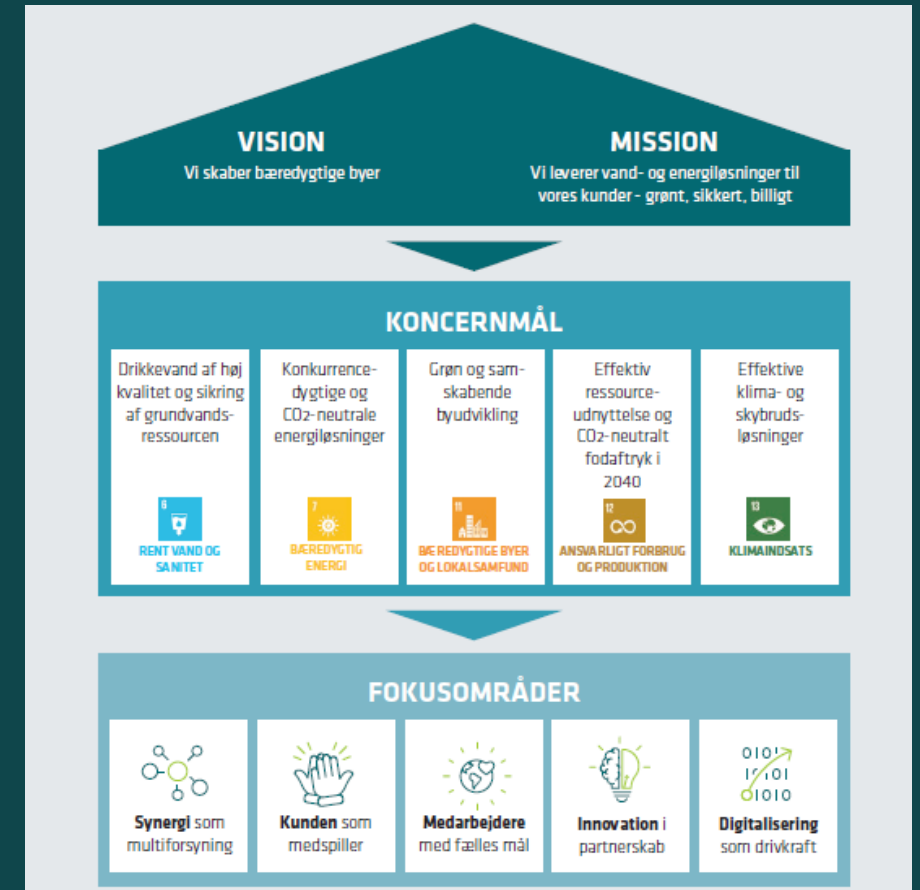 VISION
Vi skaber bæredygtige byer
MISSION
Vi leverer vand- og energiløsninger til
vores kunder - grønt, sikkert, billigt
KONCERNMÅL
Drikkevand af høj
kvalitet og sikring
af grundvands-
ressourcen
6
RENT VAND OG
SANITET
Konkurrence-
dygtige og
CO2-neutrale
energiløsninger
7
BÆREDYGTIG
ENERGI
Grøn og sam-
skabende
byudvikling
11
BÆREDYGTIGE BYER
OG LOKALSAMFUND
Effektiv
ressource-
udnyttelse og
CO2-neutralt
fodaftryk i
2040
12
ANSVARLIGT FORBRUG
OG PRODUKTION
Effektive
klima- og
skybruds-
løsninger
13
KLIMAINDSATS
FOKUSOMRÅDER
Synergi som
multiforsyning
Kunden som
medspiller
Medarbejdere
med fælles mål
Innovation i
partnerskab
Digitalisering
som drivkraft